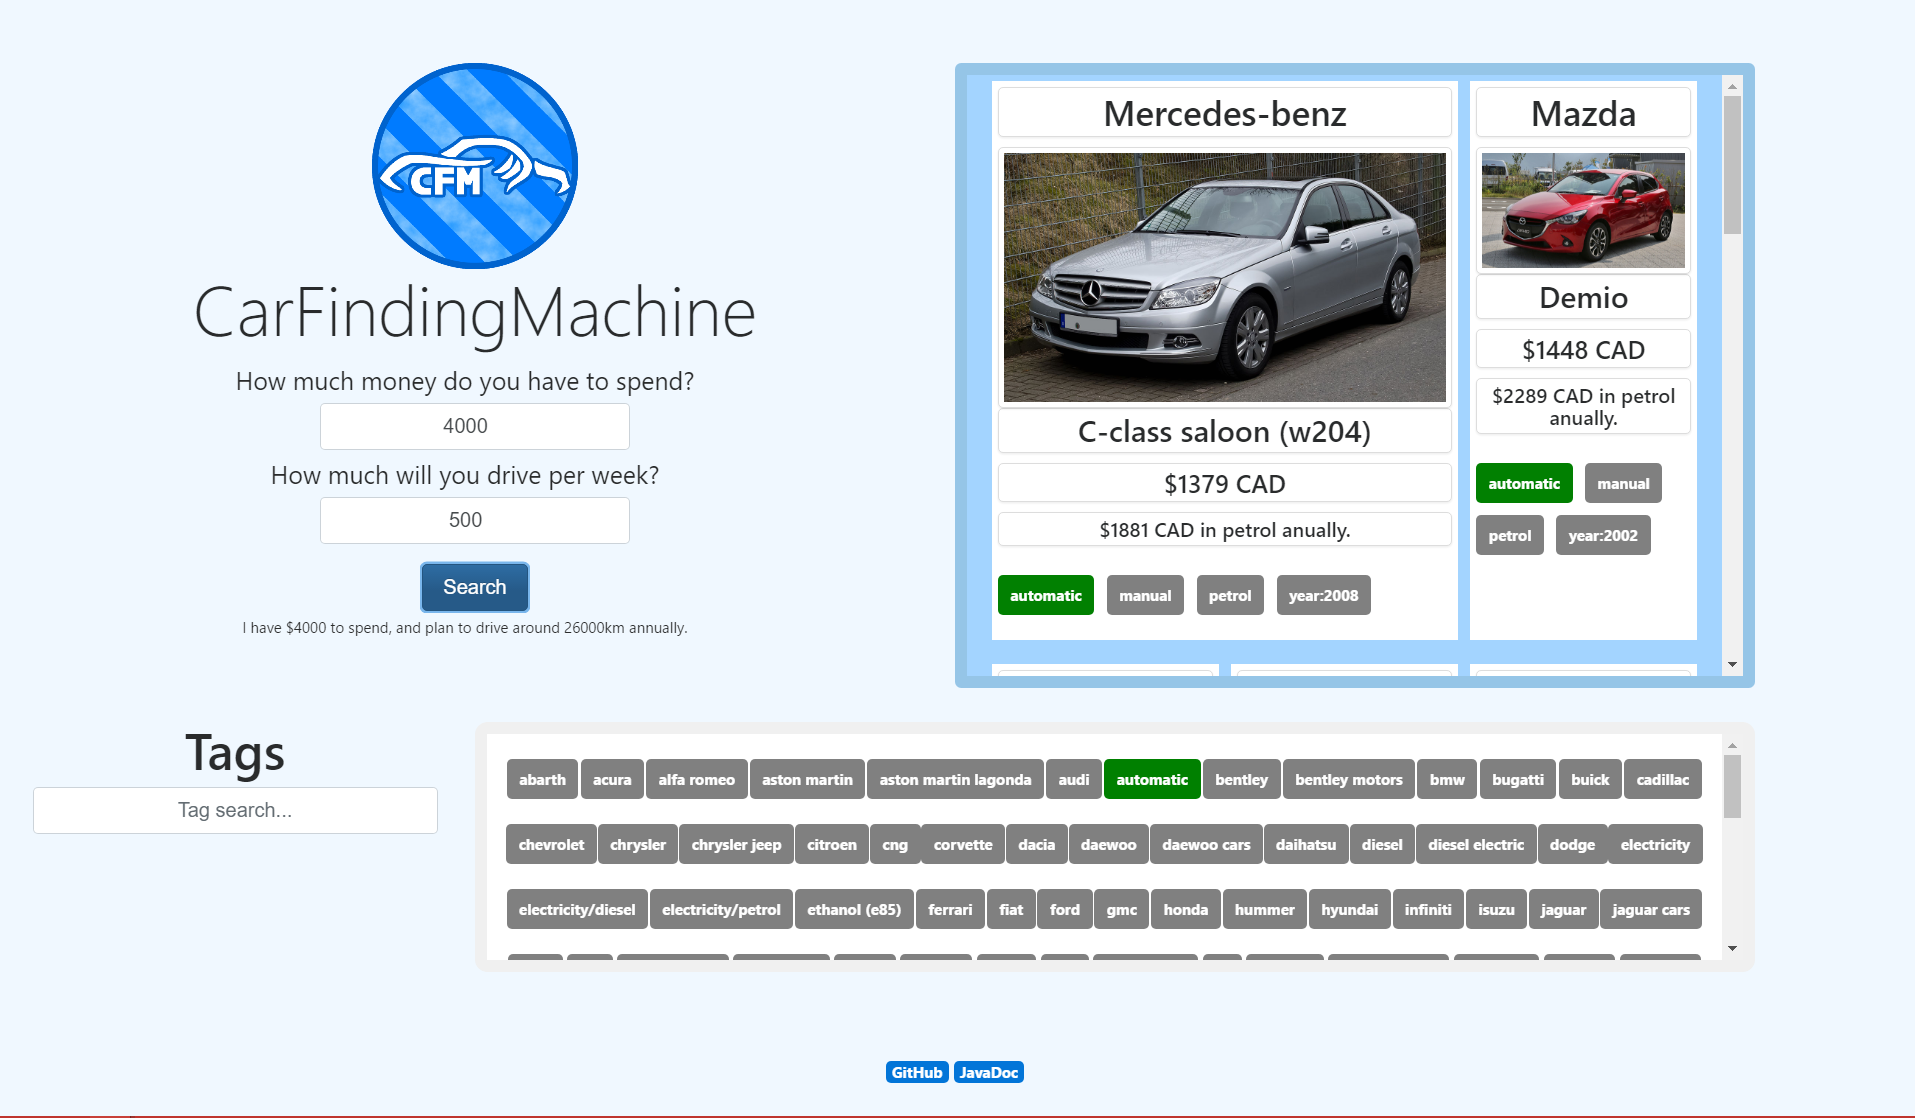 CFM
CarFindingMachine
How much money do you have to spend?
4000
How much will you drive per week?
500
Search
I have $4000 to spend, and plan to drive around 26000km annually.
Mercedes-benz
C-class saloon (w204)
$1379 CAD
$1881 CAD in petrol anually.
automatic manual petrol year:2008
Mazda
Demio
$1448 CAD
$2289 CAD in petrol
anually.
automatic manual
petrol year:2002
Tags
Tag search...
abarth acura alfa romeo aston martin aston martin lagonda audi automatic bentley bentley motors bmw bugatti buick cadillac
chevrolet chrysler chrysler jeep citroen cng corvette dacia daewoo daewoo cars daihatsu diesel diesel electric dodge electricity
electricity/diesel electricity/petrol ethanol (e85) ferrari fiat ford gmc honda hummer hyundai infiniti isuzu jaguar jaguar cars
GitHub JavaDoc